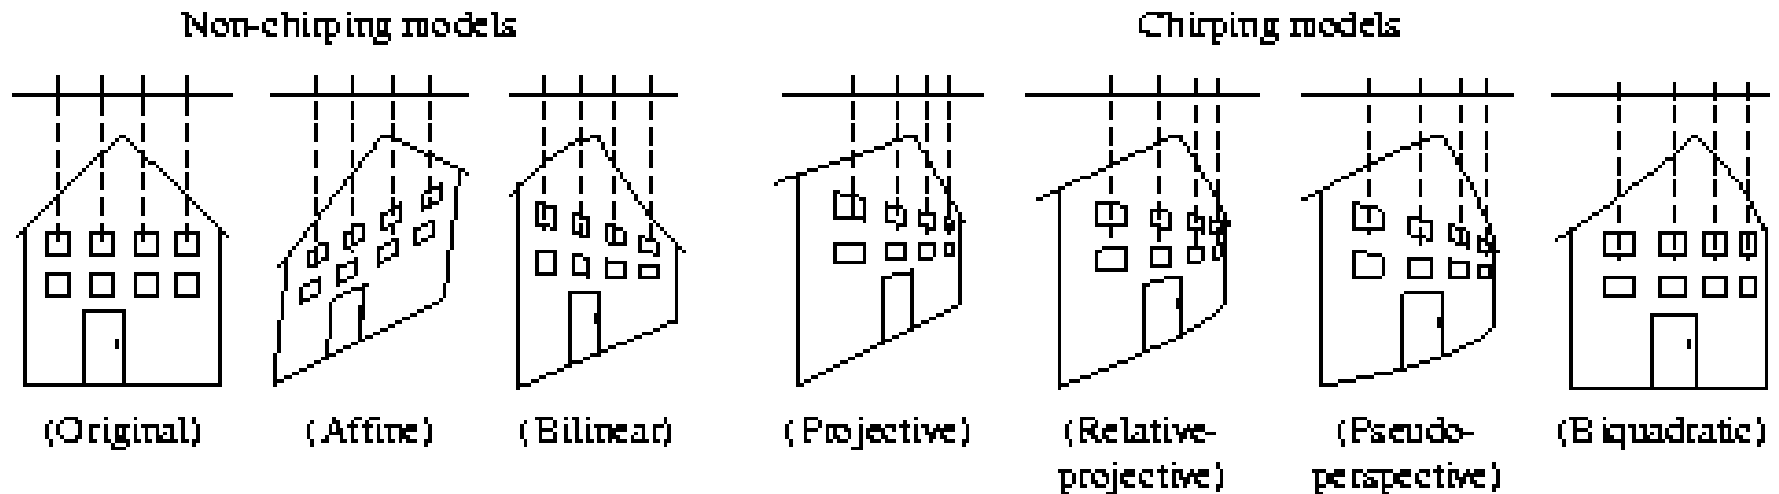 Non-chirping models
Chirping models
(Original)
(Affine)
(Bilinear)
(Projective)
(Relative-
projective)
(Pseudo-
perspective)
(Biquadratic)